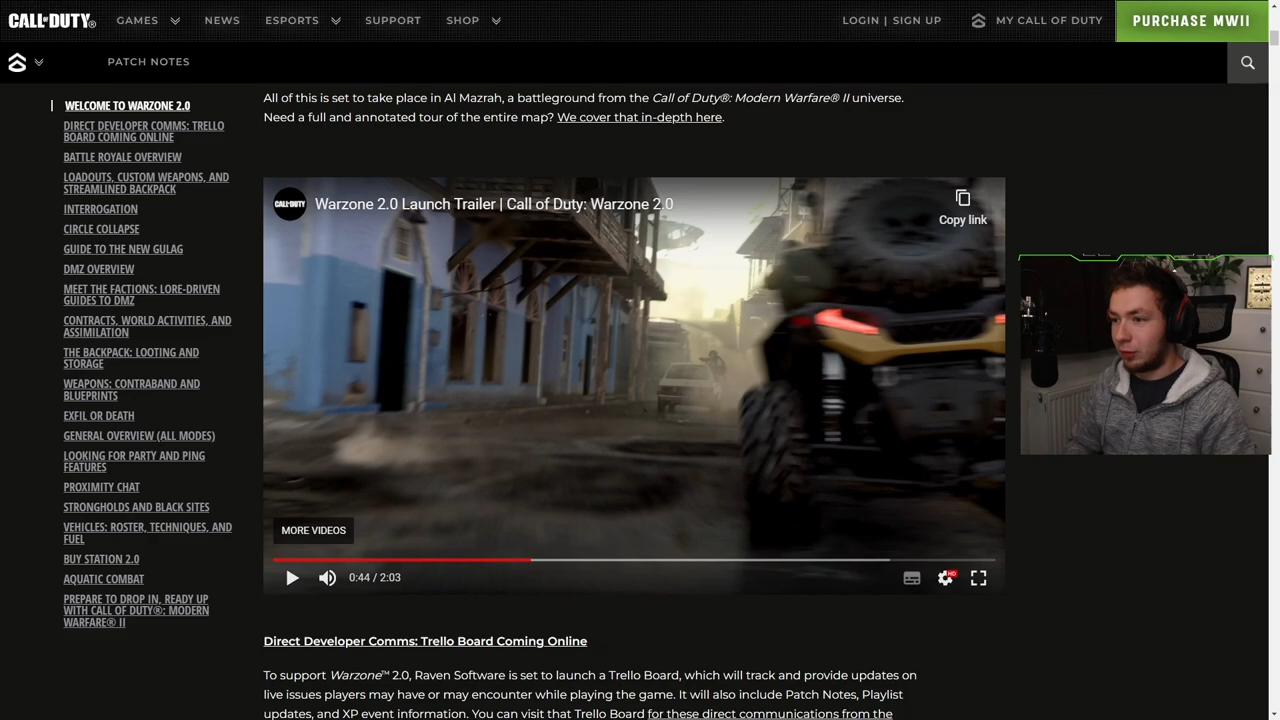 CALL OF DUTY®
GAMES
NEWS
ESPORTS
SUPPORT
SHOP
LOGIN | SIGN UP
MY CALL OF DUTY
PURCHASE MWII
PATCH NOTES
WELCOME TO WARZONE 2.0
DIRECT DEVELOPER COMMS: TRELLO
BOARD COMING ONLINE
BATTLE ROYALE OVERVIEW
LOADOUTS, CUSTOM WEAPONS, AND
STREAMLINED BACKPACK
INTERROGATION
CIRCLE COLLAPSE
GUIDE TO THE NEW GULAG
DMZ OVERVIEW
MEET THE FACTIONS: LORE-DRIVEN
GUIDES TO DMZ
CONTRACTS, WORLD ACTIVITIES, AND
ASSIMILATION
THE BACKPACK: LOOTING AND
STORAGE
WEAPONS: CONTRABAND AND
BLUEPRINTS
EXFIL OR DEATH
GENERAL OVERVIEW (ALL MODES)
LOOKING FOR PARTY AND PING
FEATURES
PROXIMITY CHAT
STRONGHOLDS AND BLACK SITES
VEHICLES: ROSTER, TECHNIQUES, AND
FUEL
BUY STATION 2.0
AQUATIC COMBAT
PREPARE TO DROP IN, READY UP
WITH CALL OF DUTY®: MODERN
WARFARE® II
All of this is set to take place in Al Mazrah, a battleground from the Call of Duty®: Modern Warfare® II universe.
Need a full and annotated tour of the entire map? We cover that in-depth here.
CALL OF DUTY
Warzone 2.0 Launch Trailer | Call of Duty: Warzone 2.0
Copy link
MORE VIDEOS
0:44 / 2:03
HD
Direct Developer Comms: Trello Board Coming Online
To support Warzone™ 2.0, Raven Software is set to launch a Trello Board, which will track and provide updates on
live issues players may have or may encounter while playing the game. It will also include Patch Notes, Playlist
updates, and XP event information. You can visit that Trello Board for these direct communications from the